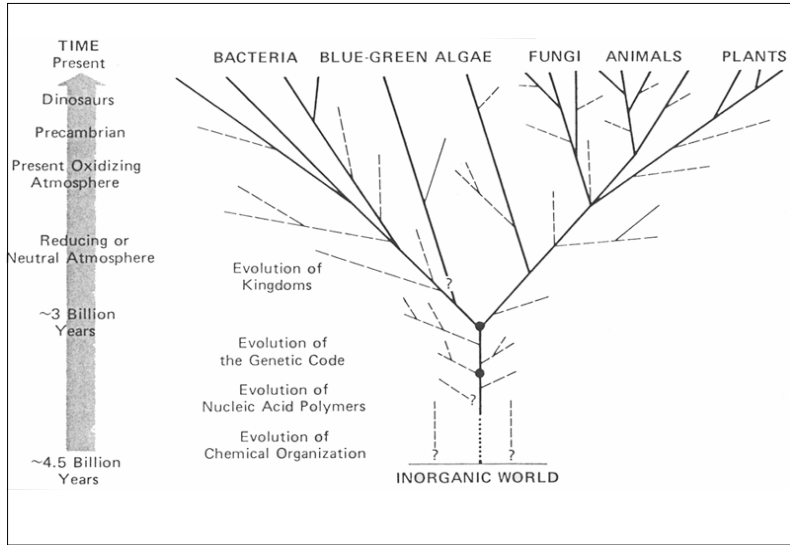 TIME
Present
BACTERIA BLUE-GREEN ALGAE FUNGI ANIMALS PLANTS
Dinosaurs
Precambrian
Present Oxidizing
Atmosphere
Reducing or
Neutral Atmosphere
Evolution of
Kingdoms
?
~3 Billion
Years
Evolution of
the Genetic Code
Evolution of
Nucleic Acid Polymers
?
Evolution of
Chemical Organization
? ?
~4.5 Billion
Years
INORGANIC WORLD